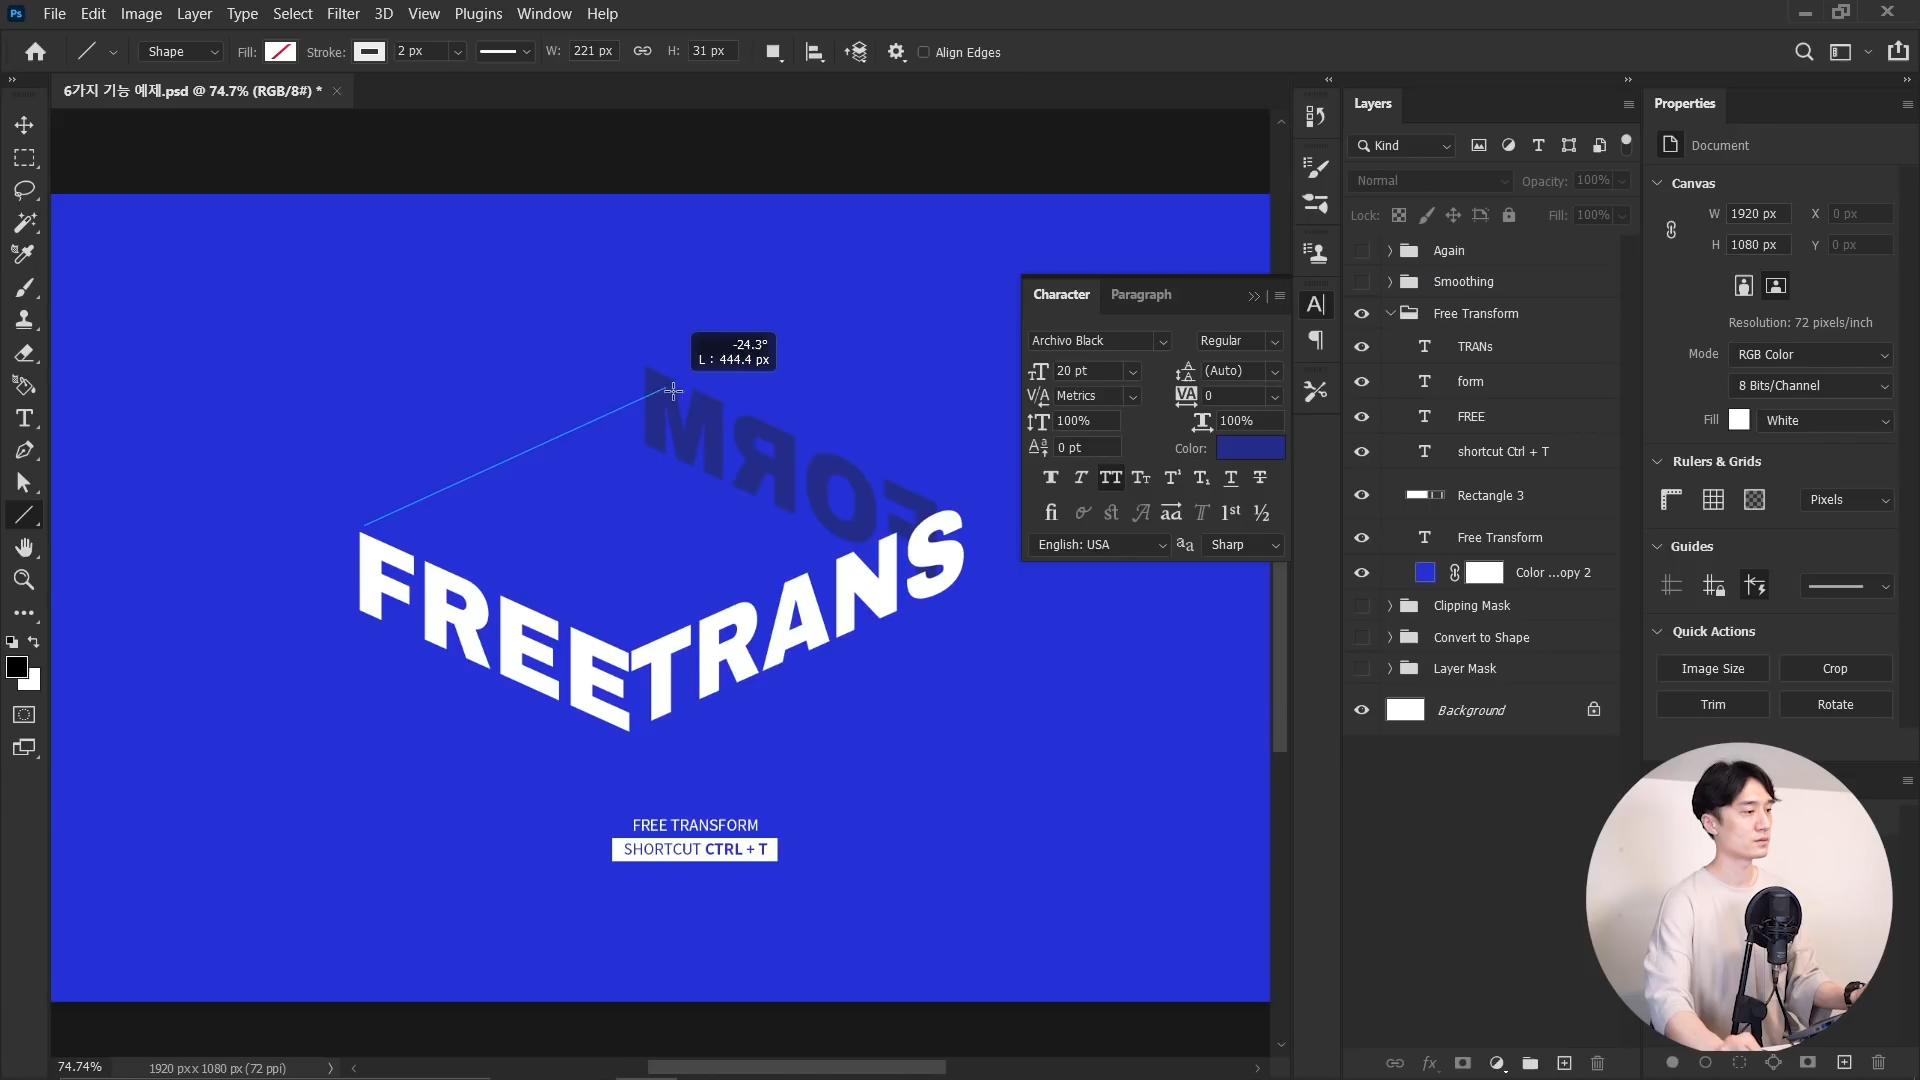 Ps File Edit Image Layer Type Select Filter 3D View Plugins Window Help
Shape Fill: Stroke: 2 px W: 221 px H: 31 px Align Edges
6가지 기능 예제.psd @ 74.7% (RGB/8#) *
-24.3°
L : 444.4 px
FORM
FREETRANS
FREE TRANSFORM
SHORTCUT CTRL + T
74.74% 1920 px x 1080 px (72 ppi)
Character Paragraph
Archivo Black Regular
20 pt (Auto)
Metrics 0
100% 100%
0 pt Color:
English: USA Sharp
Layers
Kind
Normal Opacity: 100%
Lock: Fill: 100%
Again
Smoothing
Free Transform
TRANs
form
FREE
shortcut Ctrl + T
Rectangle 3
Free Transform
Color ...opy 2
Clipping Mask
Convert to Shape
Layer Mask
Background
Properties
Document
Canvas
W 1920 px X 0 px
H 1080 px Y 0 px
Resolution: 72 pixels/inch
Mode RGB Color
8 Bits/Channel
Fill White
Rulers & Grids
Pixels
Guides
Quick Actions
Image Size Crop
Trim Rotate